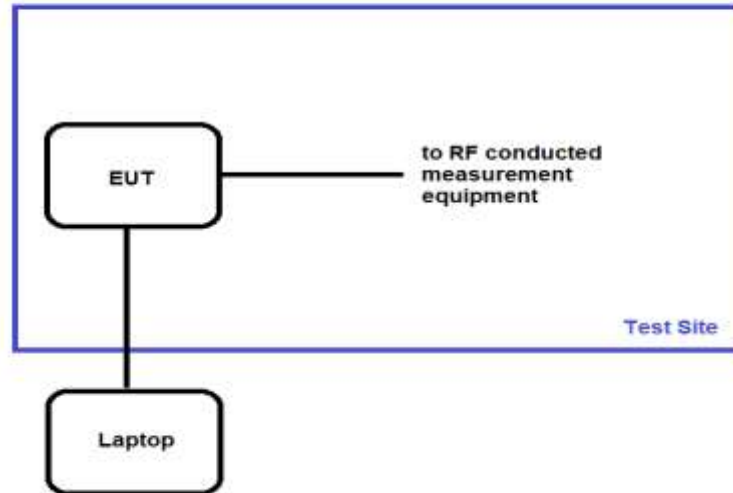 EUT
to RF conducted
measurement
equipment
Test Site
Laptop